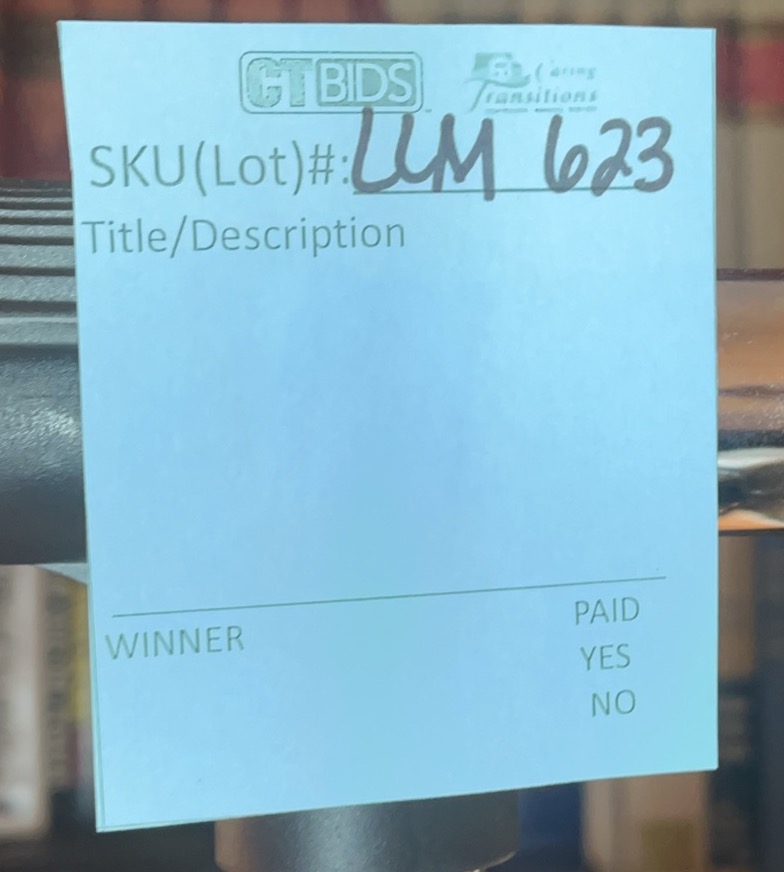 CTBIDS
Caring
Transitions
SKU(Lot)#: LLM 623
Title/Description
WINNER
PAID
YES
NO